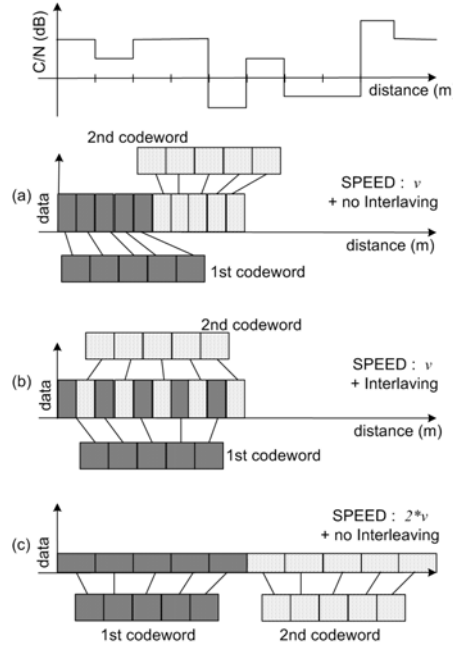 C/N (dB)
distance (m
2nd codeword
(a)
data
SPEED : v
+ no Interlaving
distance (m)
1st codeword
2nd codeword
(b)
data
SPEED : v
+ Interlaving
distance (m)
1st codeword
SPEED : 2*v
+ no Interleaving
(c)
data
1st codeword
2nd codeword